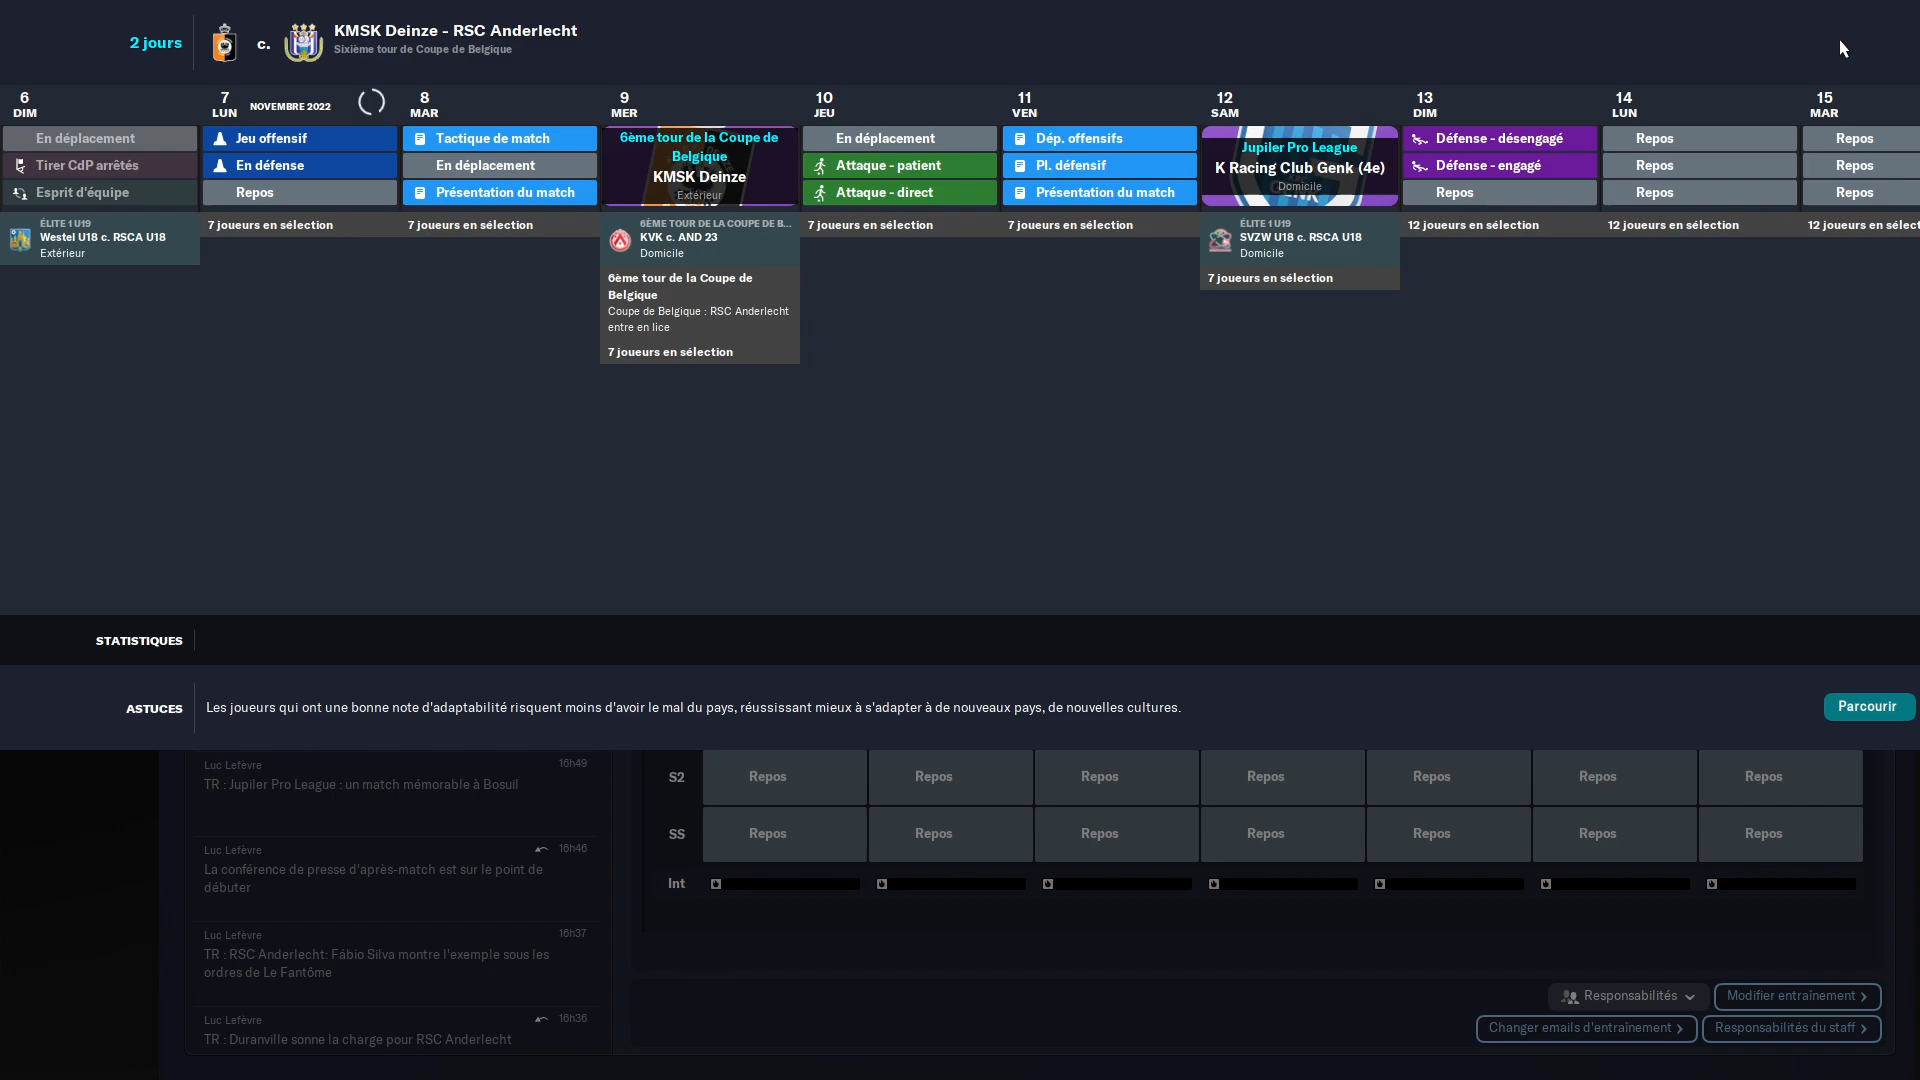 2 jours
c.
KMSK Deinze - RSC Anderlecht
Sixième tour de Coupe de Belgique
6
DIM
7
LUN
NOVEMBRE 2022
8
MAR
9
MER
10
JEU
11
VEN
12
SAM
13
DIM
14
LUN
15
MAR
En déplacement
Tirer CdP arrêtés
Esprit d'équipe
ÉLITE 1 U19
Westel U18 c. RSCA U18
Extérieur
Jeu offensif
En défense
Repos
7 joueurs en sélection
Tactique de match
En déplacement
Présentation du match
7 joueurs en sélection
6ème tour de la Coupe de
Belgique
KMSK Deinze
Extérieur
6ÈME TOUR DE LA COUPE DE B...
KVK c. AND 23
Domicile
6ème tour de la Coupe de
Belgique
Coupe de Belgique : RSC Anderlecht
entre en lice
7 joueurs en sélection
En déplacement
Attaque - patient
Attaque - direct
7 joueurs en sélection
Dép. offensifs
Pl. défensif
Présentation du match
7 joueurs en sélection
Jupiler Pro League
K Racing Club Genk (4e)
Domicile
ÉLITE 1 U19
SVZW U18 c. RSCA U18
Domicile
7 joueurs en sélection
Défense - désengagé
Défense - engagé
Repos
12 joueurs en sélection
Repos
Repos
Repos
12 joueurs en sélection
Repos
Repos
Repos
12 joueurs en sélect
STATISTIQUES
ASTUCES
Les joueurs qui ont une bonne note d'adaptabilité risquent moins d'avoir le mal du pays, réussissant mieux à s'adapter à de nouveaux pays, de nouvelles cultures.
Parcourir
Luc Lefèvre
16h49
TR : Jupiler Pro League : un match mémorable à Bosuil
Luc Lefèvre
16h46
La conférence de presse d'après-match est sur le point de
débuter
Luc Lefèvre
16h37
TR : RSC Anderlecht: Fábio Silva montre l'exemple sous les
ordres de Le Fantôme
Luc Lefèvre
16h36
TR : Duranville sonne la charge pour RSC Anderlecht
S2 Repos Repos Repos Repos Repos Repos Repos
SS Repos Repos Repos Repos Repos Repos Repos
Int
Responsabilités
Modifier entraînement
Changer emails d'entraînement
Responsabilités du staff